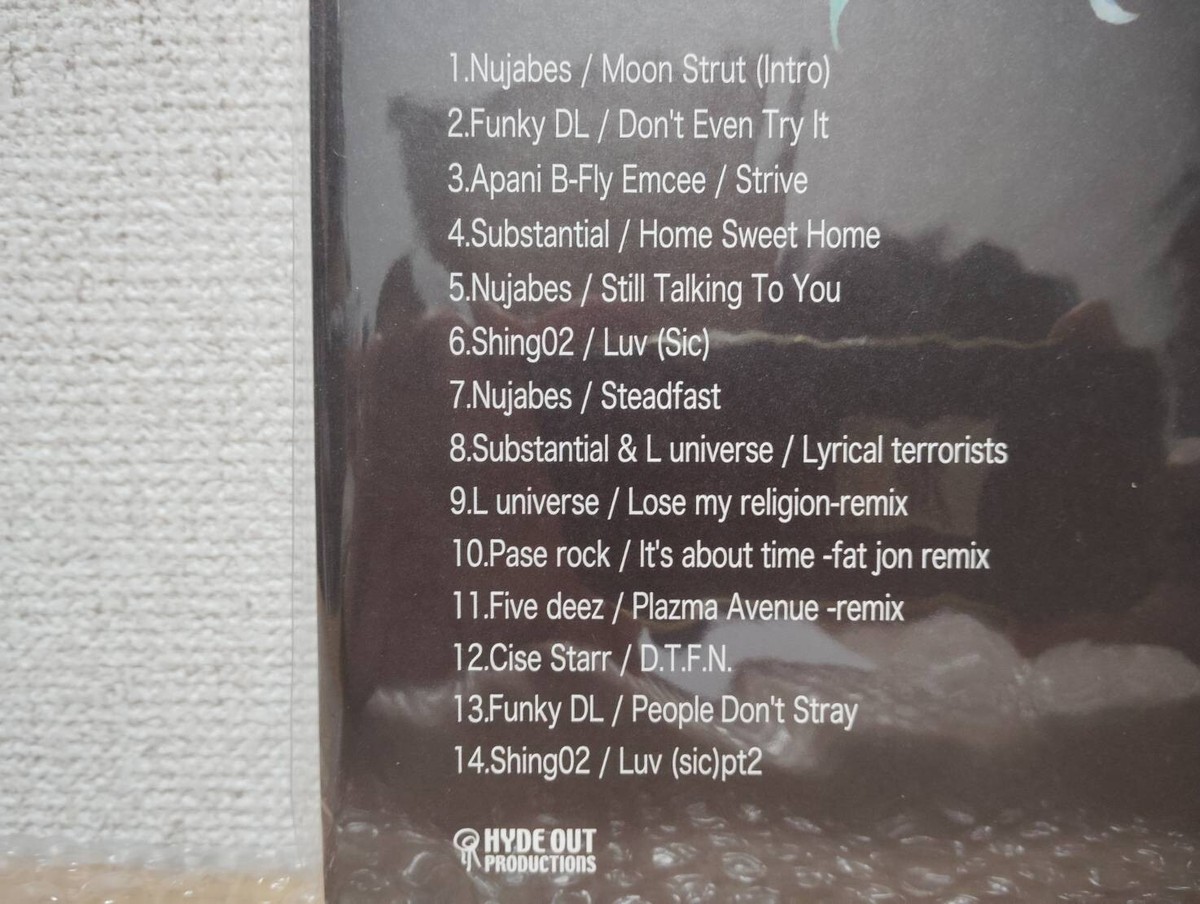 1.Nujabes / Moon Strut (Intro)
2.Funky DL / Don't Even Try It
3.Apani B-Fly Emcee / Strive
4.Substantial / Home Sweet Home
5.Nujabes / Still Talking To You
6.Shing02 / Luv (Sic)
7.Nujabes / Steadfast
8.Substantial & L universe / Lyrical terrorists
9.L universe / Lose my religion-remix
10.Pase rock / It's about time -fat jon remix
11.Five deez / Plazma Avenue -remix
12.Cise Starr / D.T.F.N.
13.Funky DL / People Don't Stray
14.Shing02 / Luv (sic)pt2
HYDE OUT
PRODUCTIONS